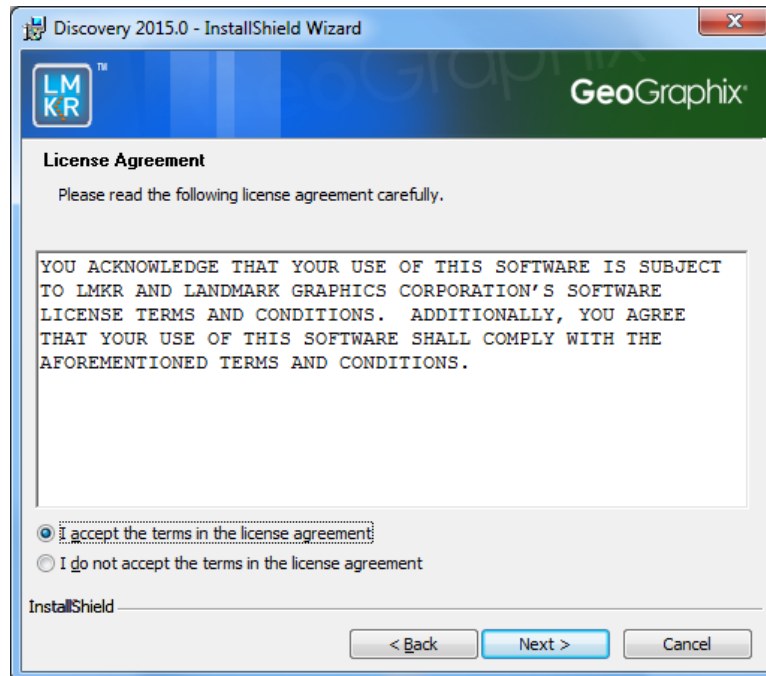 Discovery 2015.0 - InstallShield Wizard
LMKR™
GeoGraphix
License Agreement
Please read the following license agreement carefully.
YOU ACKNOWLEDGE THAT YOUR USE OF THIS SOFTWARE IS SUBJECT
TO LMKR AND LANDMARK GRAPHICS CORPORATION’S SOFTWARE
LICENSE TERMS AND CONDITIONS.  ADDITIONALLY, YOU AGREE
THAT YOUR USE OF THIS SOFTWARE SHALL COMPLY WITH THE
AFOREMENTIONED TERMS AND CONDITIONS.
I accept the terms in the license agreement
I do not accept the terms in the license agreement
InstallShield
< Back Next > Cancel